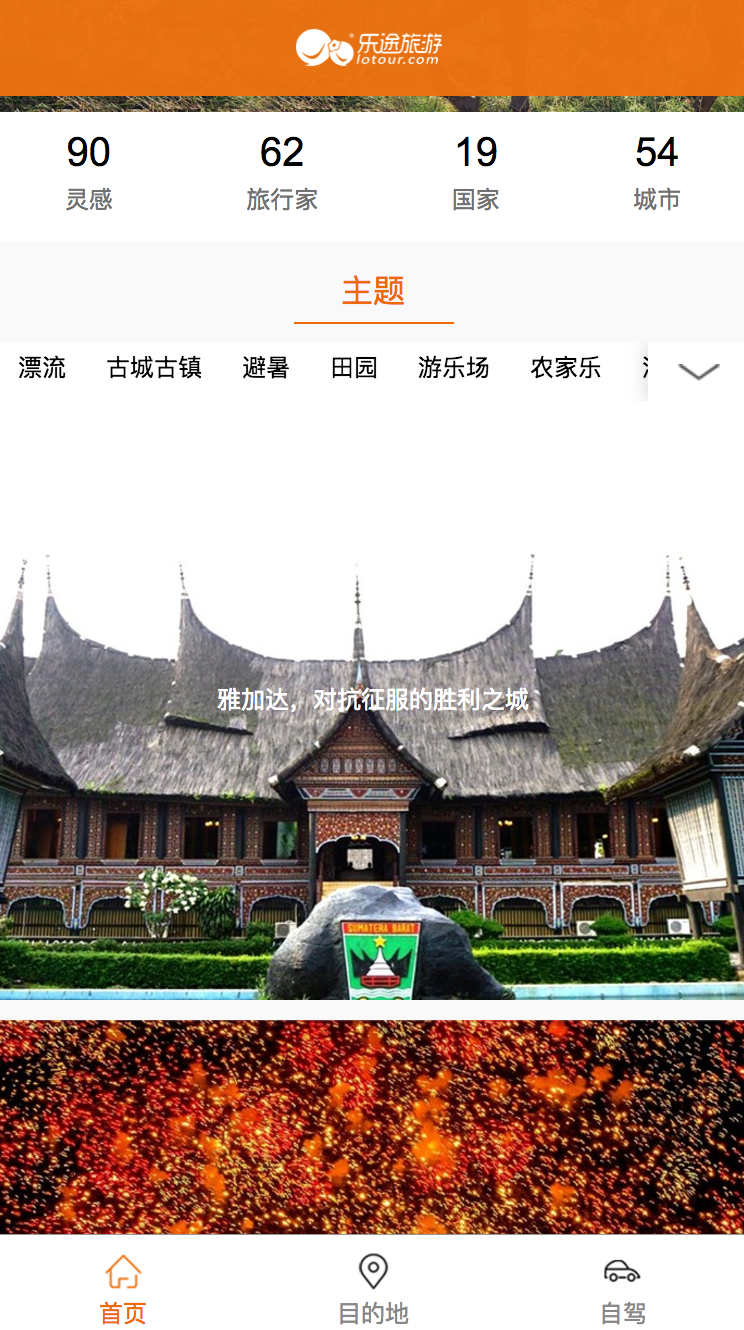 乐途旅游
lotour.com
90 62 19 54
灵感 旅行家 国家 城市
主题
漂流 古城古镇 避暑 田园 游乐场 农家乐
雅加达，对抗征服的胜利之城
SUMATERA BARAT
首页 目的地 自驾